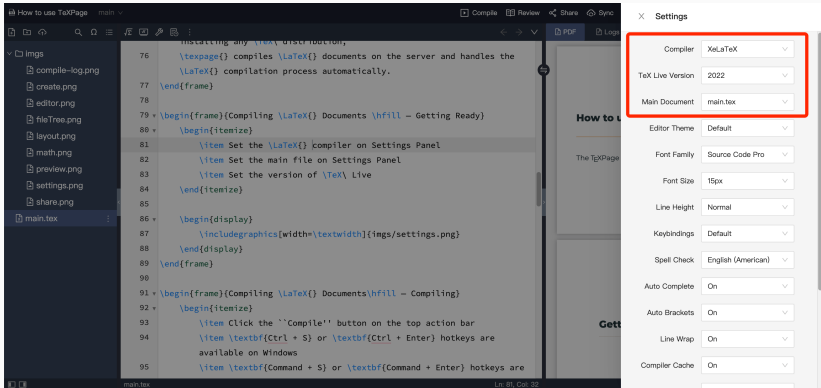 How to use TeXPage main
Compile Review Share Sync
Settings
imgs
compile-log.png
create.png
editor.png
fileTree.png
layout.png
math.png
preview.png
settings.png
share.png
main.tex
installing any \TeX\ distribution,
76 \texpage{} compiles \LaTeX{} documents on the server and handles the
\LaTeX{} compilation process automatically.
77 \end{frame}
78
79 \begin{frame}{Compiling \LaTeX{} Documents \hfill — Getting Ready}
80 \begin{itemize}
81 \item Set the \LaTeX{} compiler on Settings Panel
82 \item Set the main file on Settings Panel
83 \item Set the version of \TeX\ Live
84 \end{itemize}
85
86 \begin{display}
87 \includegraphics[width=\textwidth]{imgs/settings.png}
88 \end{display}
89 \end{frame}
90
91 \begin{frame}{Compiling \LaTeX{} Documents\hfill — Compiling}
92 \begin{itemize}
93 \item Click the ``Compile'' button on the top action bar
94 \item \textbf{Ctrl + S} or \textbf{Ctrl + Enter} hotkeys are
available on Windows
95 \item \textbf{Command + S} or \textbf{Command + Enter} hotkeys are
main.tex
Ln: 81, Col: 32
PDF Logs
How to u
The TeXPage
Gett
Compiler XeLaTeX
TeX Live Version 2022
Main Document main.tex
Editor Theme Default
Font Family Source Code Pro
Font Size 15px
Line Height Normal
Keybindings Default
Spell Check English (American)
Auto Complete On
Auto Brackets On
Line Wrap On
Compiler Cache On